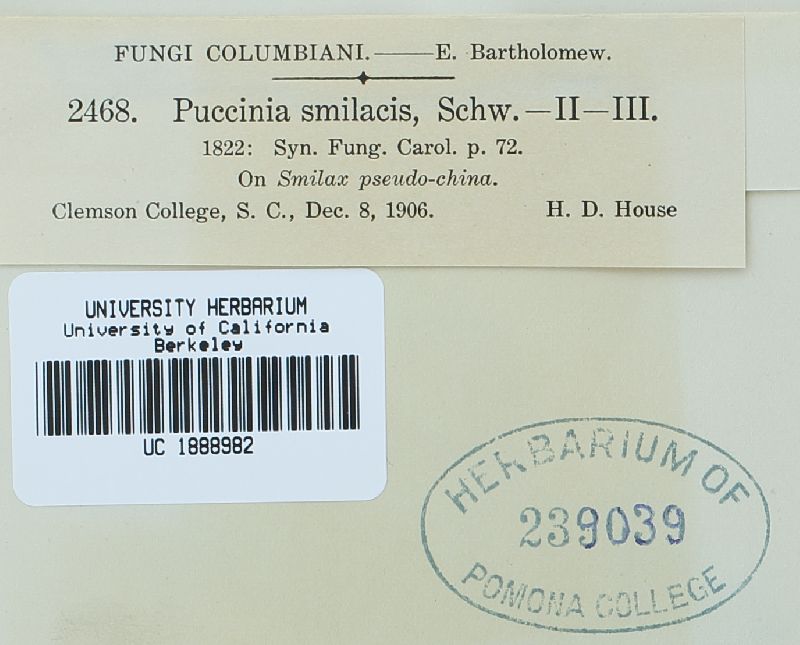 FUNGI COLUMBIANI.——E. Bartholomew.
2468. Puccinia smilacis, Schw.—II—III.
1822: Syn. Fung. Carol. p. 72.
On Smilax pseudo-china.
Clemson College, S. C., Dec. 8, 1906. H. D. House
UNIVERSITY HERBARIUM
University of California
Berkeley
UC 1888982
HERBARIUM OF
239039
POMONA COLLEGE